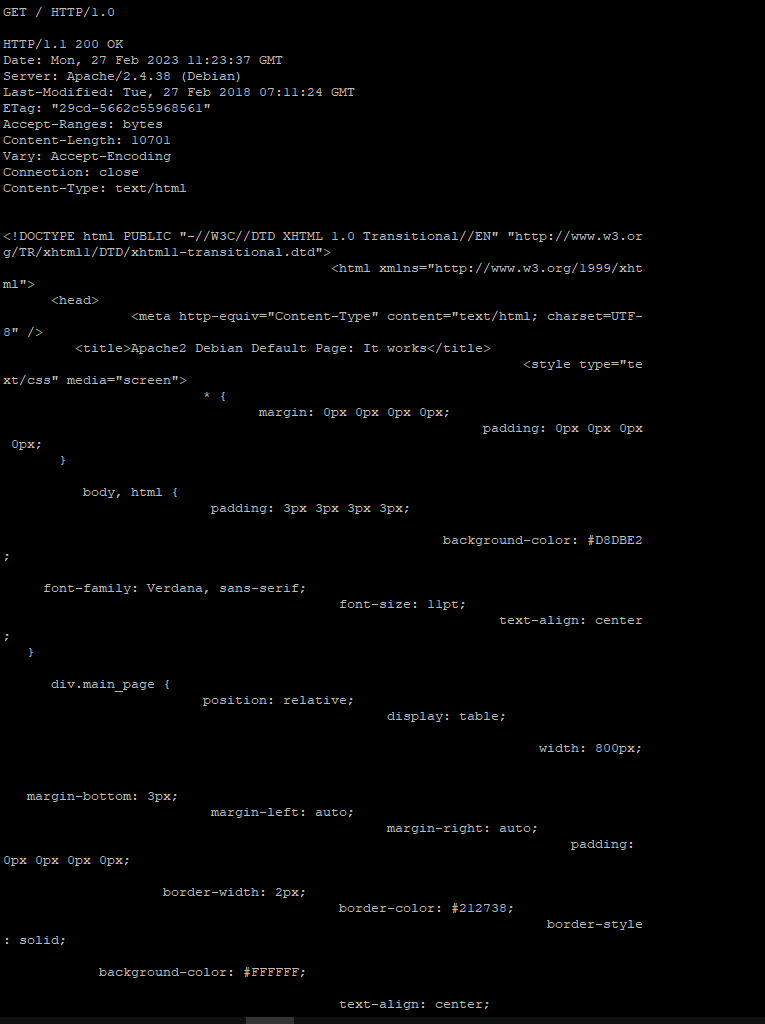 GET / HTTP/1.0
HTTP/1.1 200 OK
Date: Mon, 27 Feb 2023 11:23:37 GMT
Server: Apache/2.4.38 (Debian)
Last-Modified: Tue, 27 Feb 2018 07:11:24 GMT
ETag: "29cd-5662c55968561"
Accept-Ranges: bytes
Content-Length: 10701
Vary: Accept-Encoding
Connection: close
Content-Type: text/html
<!DOCTYPE html PUBLIC "-//W3C//DTD XHTML 1.0 Transitional//EN" "http://www.w3.or
g/TR/xhtml1/DTD/xhtml1-transitional.dtd">
<html xmlns="http://www.w3.org/1999/xht
ml">
<head>
<meta http-equiv="Content-Type" content="text/html; charset=UTF-
8" />
<title>Apache2 Debian Default Page: It works</title>
<style type="te
xt/css" media="screen">
* {
margin: 0px 0px 0px 0px;
padding: 0px 0px 0px
0px;
}
body, html {
padding: 3px 3px 3px 3px;
background-color: #D8DBE2
;
font-family: Verdana, sans-serif;
font-size: 11pt;
text-align: center
;
}
div.main_page {
position: relative;
display: table;
width: 800px;
margin-bottom: 3px;
margin-left: auto;
margin-right: auto;
padding:
0px 0px 0px 0px;
border-width: 2px;
border-color: #212738;
border-style
: solid;
background-color: #FFFFFF;
text-align: center;